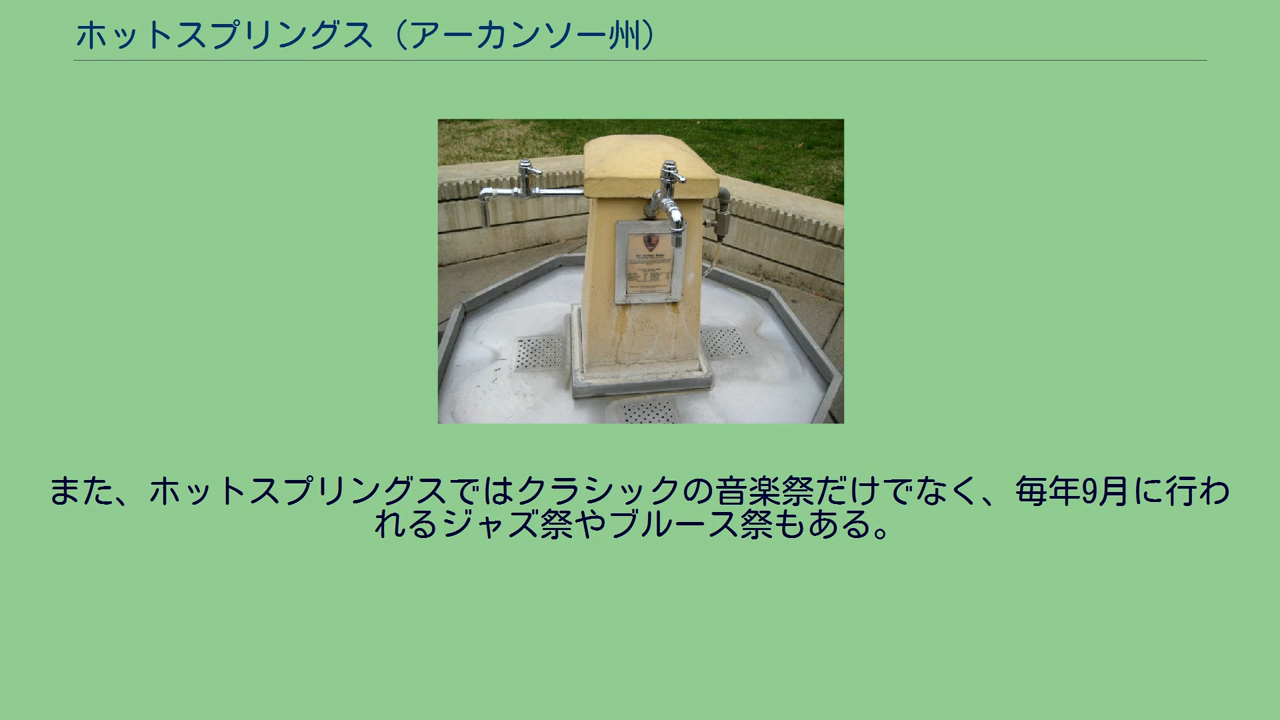 ホットスプリングス（アーカンソー州）
また、ホットスプリングスではクラシックの音楽祭だけでなく、毎年9月に行わ
れるジャズ祭やブルース祭もある。